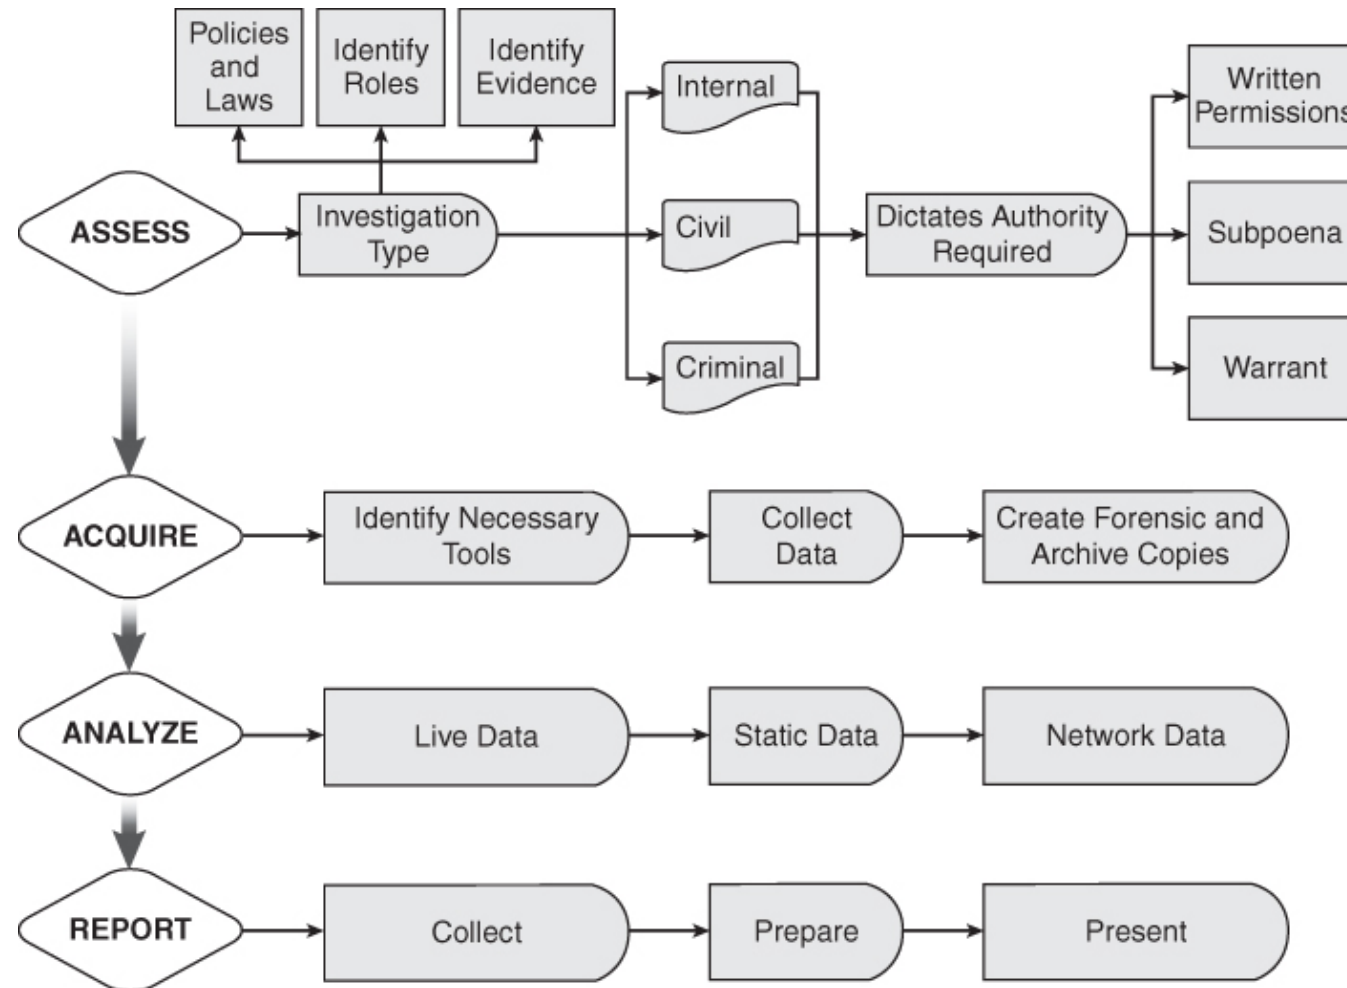 Policies
and
Laws
Identify
Roles
Identify
Evidence
Internal
Written
Permissions
ASSESS
Investigation
Type
Civil
Dictates Authority
Required
Subpoena
Criminal
Warrant
ACQUIRE
Identify Necessary
Tools
Collect
Data
Create Forensic and
Archive Copies
ANALYZE
Live Data
Static Data
Network Data
REPORT
Collect
Prepare
Present